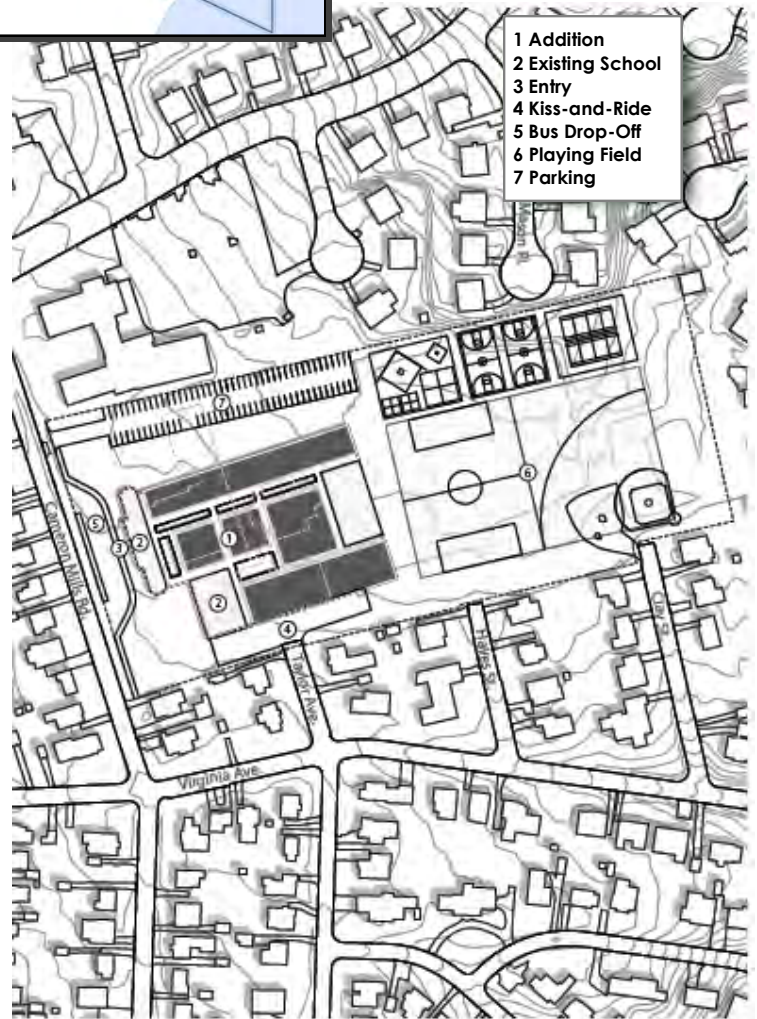 1 Addition
2 Existing School
3 Entry
4 Kiss-and-Ride
5 Bus Drop-Off
6 Playing Field
7 Parking
Mason Pl.
7
6
5
3
2
1
Cameron Mills Rd
2
4
Taylor Ave.
Hayes St.
Clay St.
Virginia Ave.